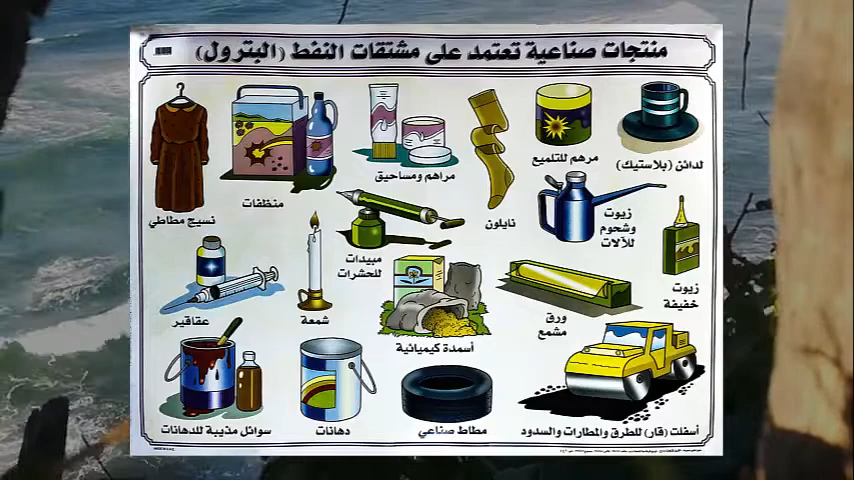 منتجات صناعية تعتمد على مشتقات النفط (البترول)
لدائن (بلاستيك)
مرهم للتلميع
نايلون
مراهم ومساحيق
منظفات
نسيج مطاطي
زيوت خفيفة
زيوت وشحوم للآلات
ورق مشمع
مبيدات للحشرات
أسمدة كيميائية
شمعة
عقاقير
أسفلت (قار) للطرق والمطارات والسدود
مطاط صناعي
دهانات
سوائل مذيبة للدهانات